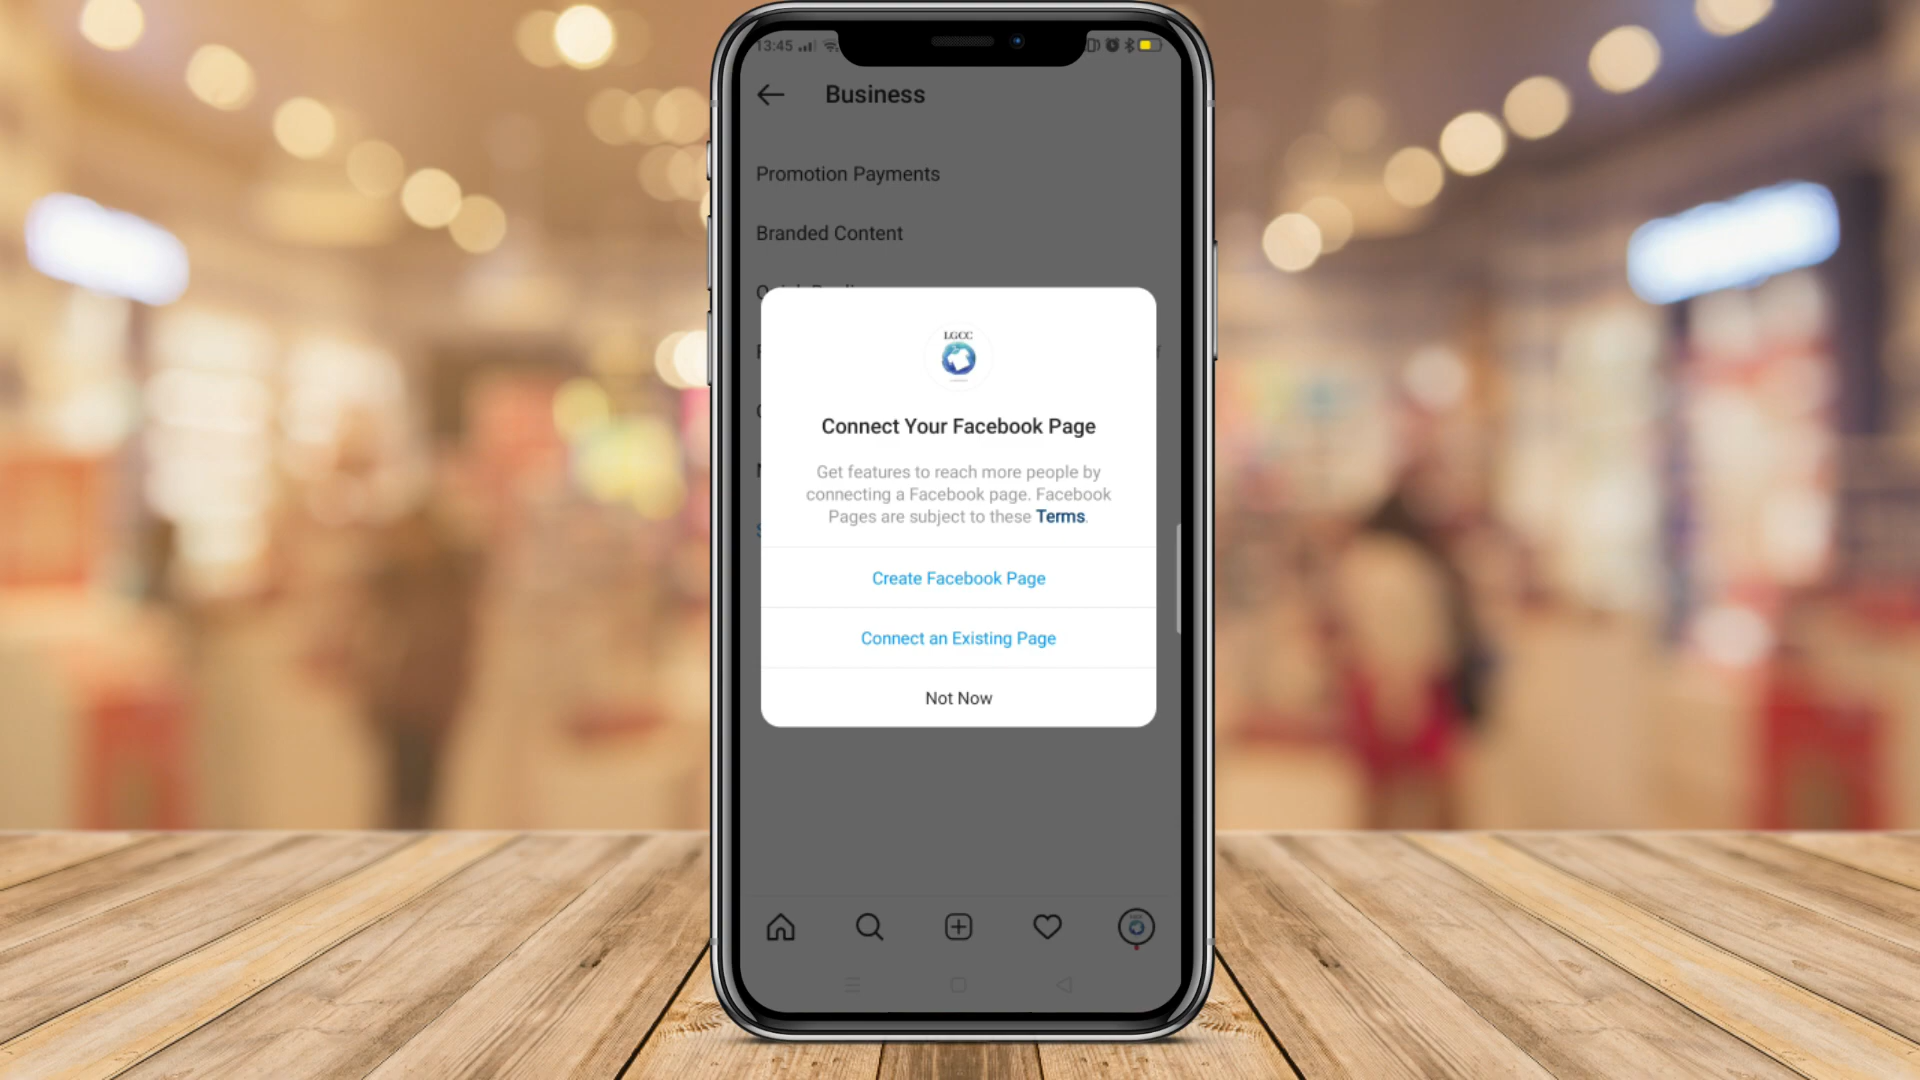 13:45
Business
Promotion Payments
Branded Content
LGCC
Connect Your Facebook Page
Get features to reach more people by
connecting a Facebook page. Facebook
Pages are subject to these Terms.
Create Facebook Page
Connect an Existing Page
Not Now